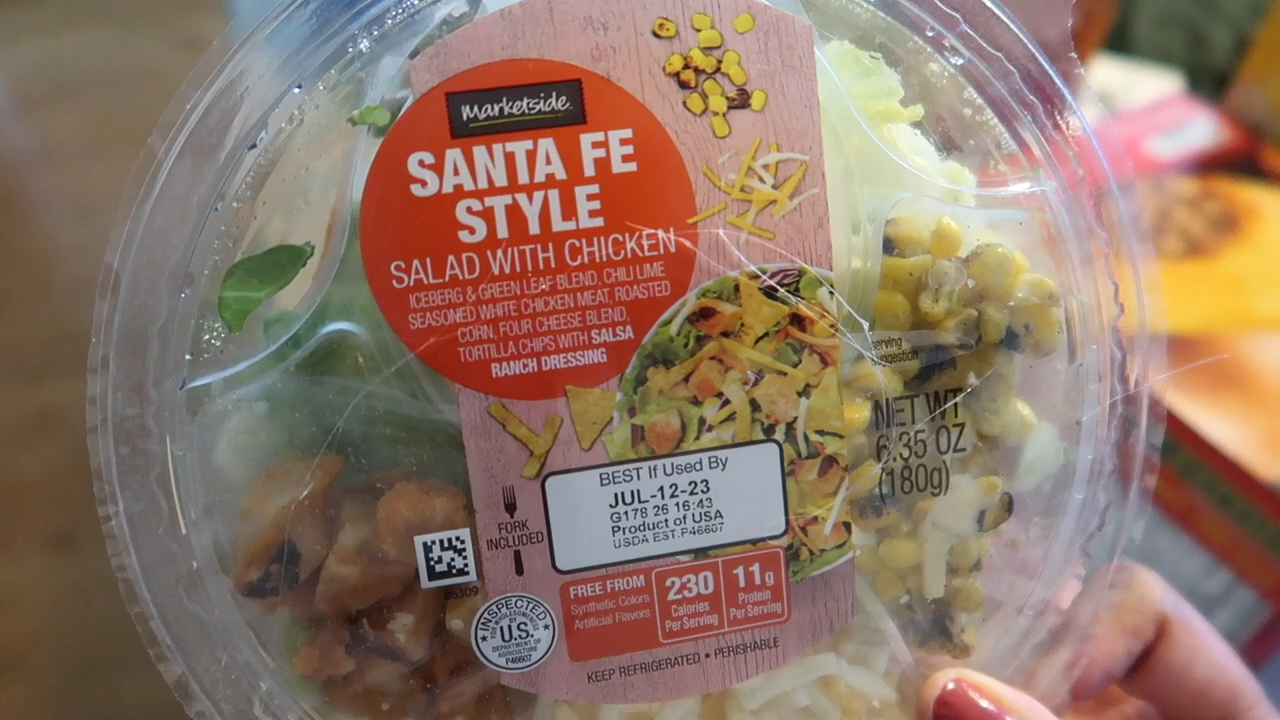 marketside.
SANTA FE
STYLE
SALAD WITH CHICKEN
ICEBERG & GREEN LEAF BLEND, CHILI LIME
SEASONED WHITE CHICKEN MEAT, ROASTED
CORN, FOUR CHEESE BLEND,
TORTILLA CHIPS WITH SALSA
RANCH DRESSING
serving
suggestion
NET WT
6.35 OZ
(180g)
BEST If Used By
JUL-12-23
G178 26 16:43
Product of USA
USDA EST.P46607
FORK
INCLUDED
86309
INSPECTED
FOR WHOLESOMENESS
BY
U.S.
DEPARTMENT OF
AGRICULTURE
P46607
FREE FROM
Synthetic Colors
Artificial Flavors
230
Calories
Per Serving
11g
Protein
Per Serving
KEEP REFRIGERATED • PERISHABLE